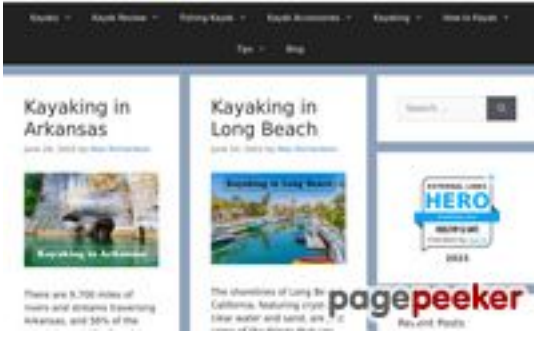 Kayaks Kayak Review Fishing Kayak Kayak Accessories Kayaking How to Kayak
Tips Blog
Kayaking in
Arkansas
Kayaking in Arkansas
There are 9,700 miles of
rivers and streams traversing
Arkansas, and 56% of the
Kayaking in
Long Beach
Kayaking in Long Beach
The shorelines of Long
California, featuring
clear water and sand, are
Search
EXTERNAL LINKS
HERO
2023
Recent Posts
pagepeeker